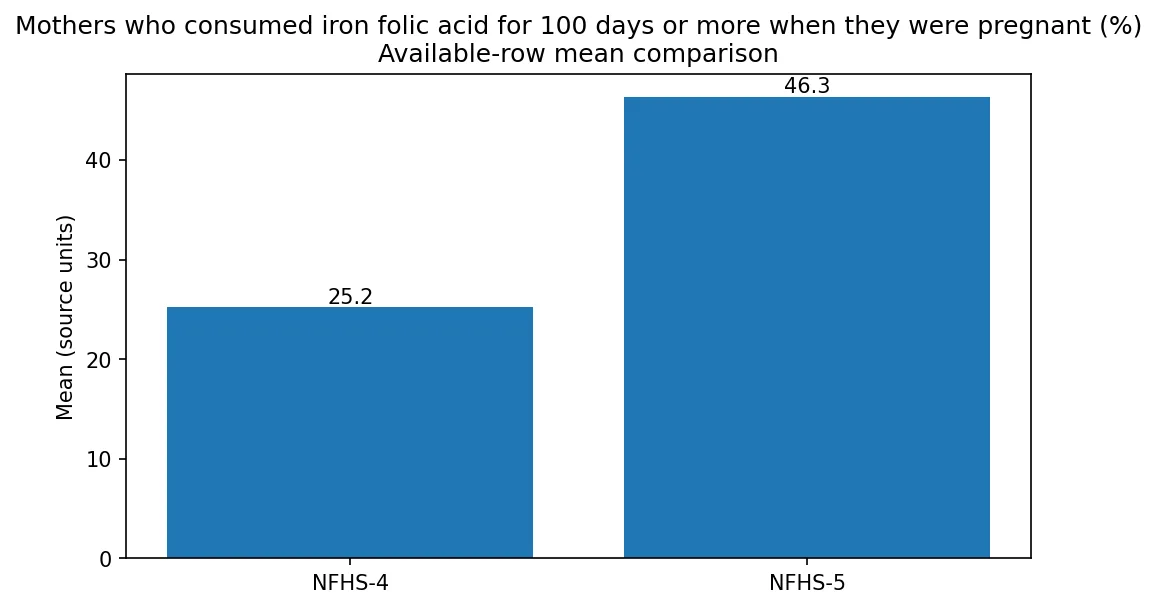 Mothers who consumed iron folic acid for 100 days or more when they were pregnant (%)
Available-row mean comparison
46.3
25.2
Mean (source units)
40
30
20
10
0
NFHS-4
NFHS-5